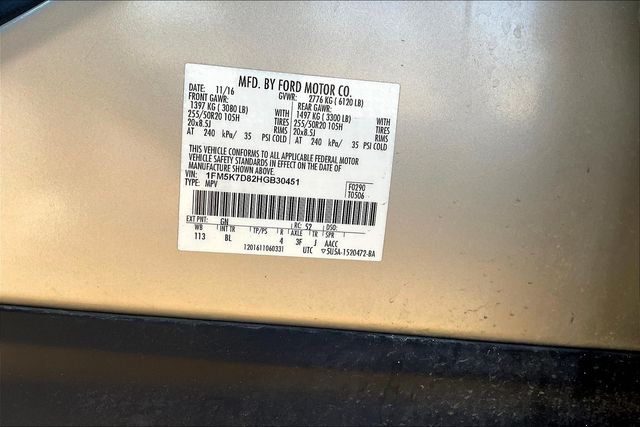 MFD. BY FORD MOTOR CO.
DATE: 11/16 GVWR: 2776 KG ( 6120 LB)
FRONT GAWR: REAR GAWR:
1397 KG ( 3080 LB) WITH 1497 KG ( 3300 LB) WITH
255/50R20 105H TIRES 255/50R20 105H TIRES
20x8.5J RIMS 20x8.5J RIMS
AT 240 kPa/ 35 PSI COLD AT 240 kPa/ 35 PSI COLD
THIS VEHICLE CONFORMS TO ALL APPLICABLE FEDERAL MOTOR
VEHICLE SAFETY STANDARDS IN EFFECT ON THE DATE OF
MANUFACTURE SHOWN ABOVE.
VIN: 1FM5K7D82HGB30451
TYPE: MPV
F0290
T0506
EXT PNT: GN RC: 52 DSO:
WB INT TR TP/PS R AXLE TR SPR
113 BL 4 3F J AACC
1201611060331 UTC ▽5U5A-1520472-BA